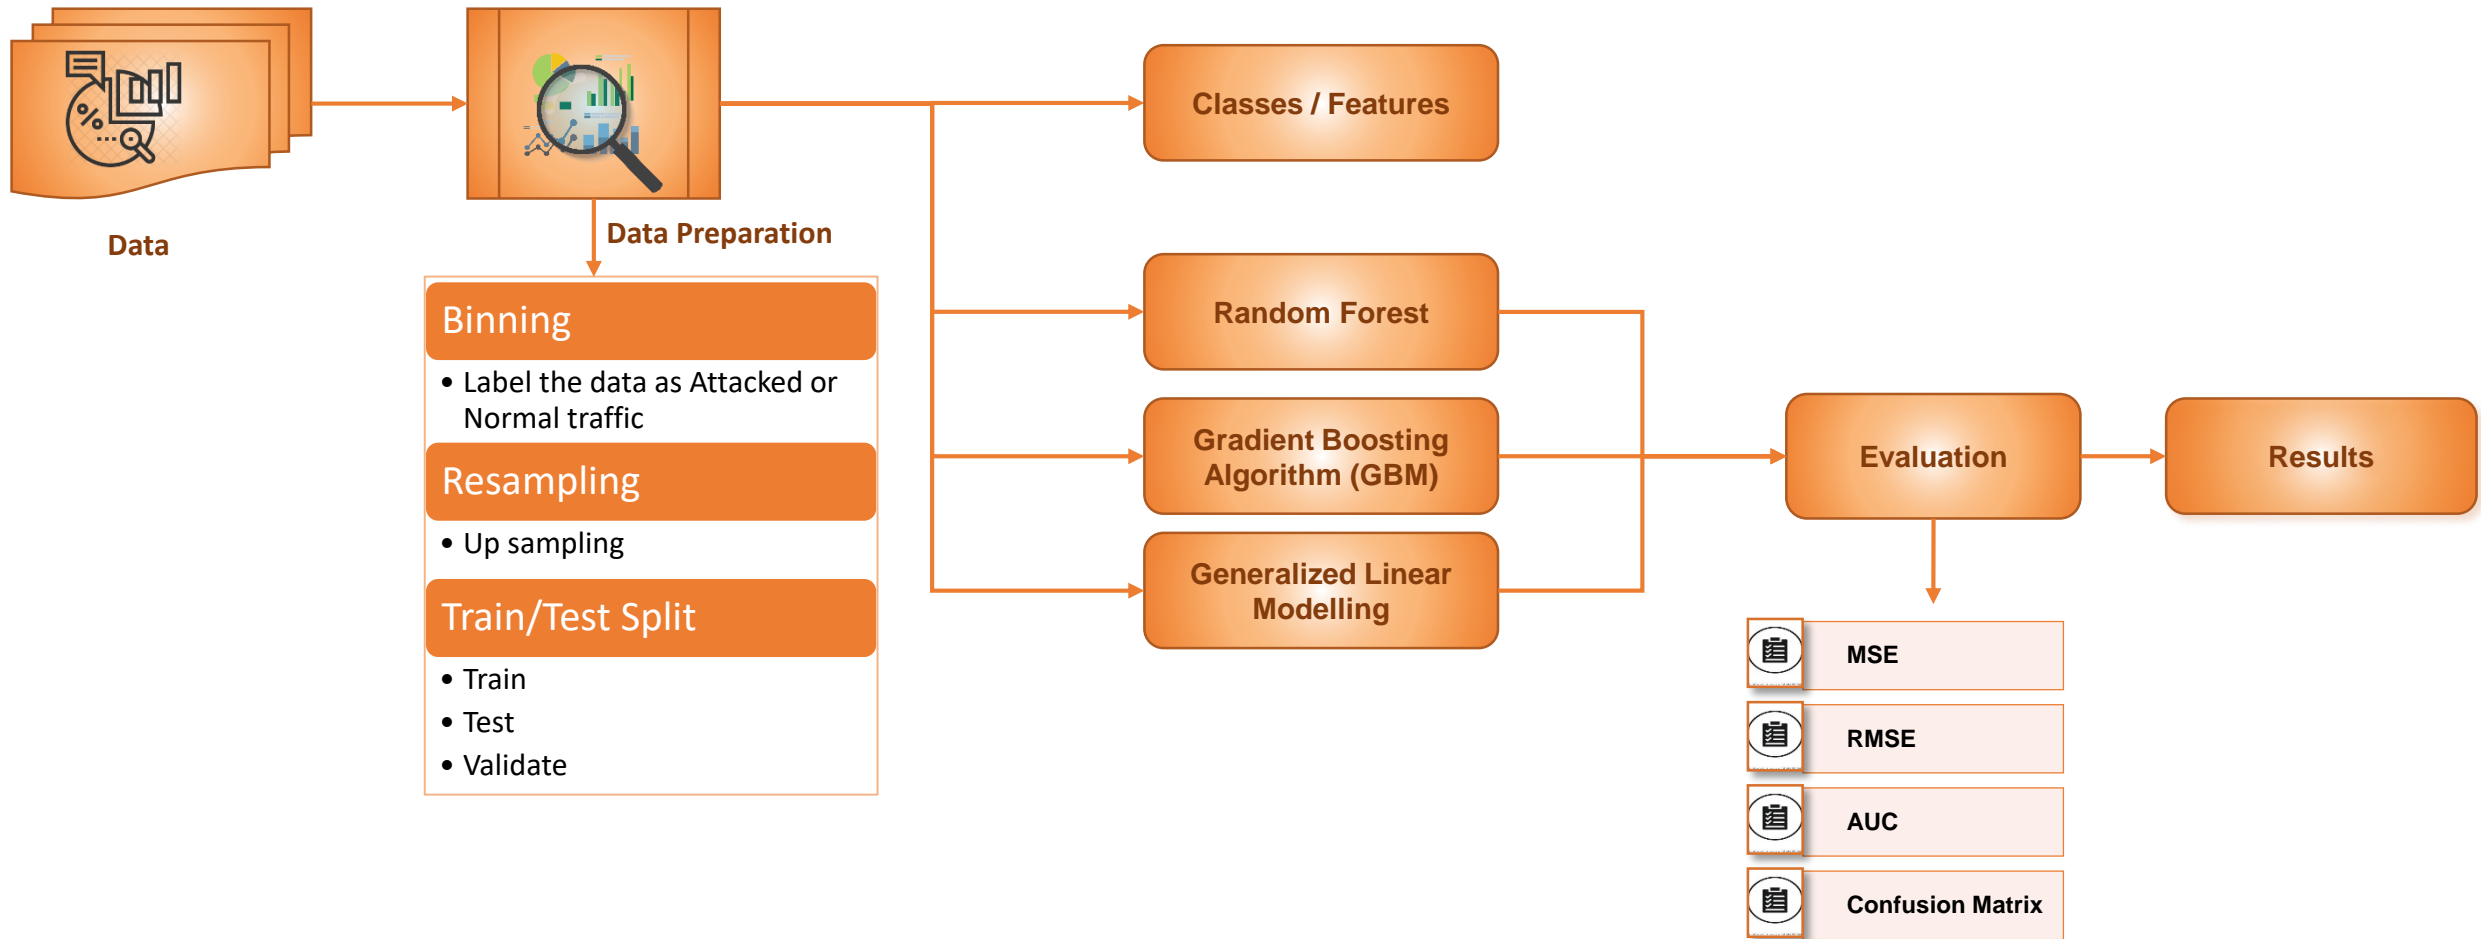 Data
Data Preparation
Binning
• Label the data as Attacked or
Normal traffic
Resampling
• Up sampling
Train/Test Split
• Train
• Test
• Validate
Classes / Features
Random Forest
Gradient Boosting
Algorithm (GBM)
Generalized Linear
Modelling
Evaluation
Results
MSE
RMSE
AUC
Confusion Matrix